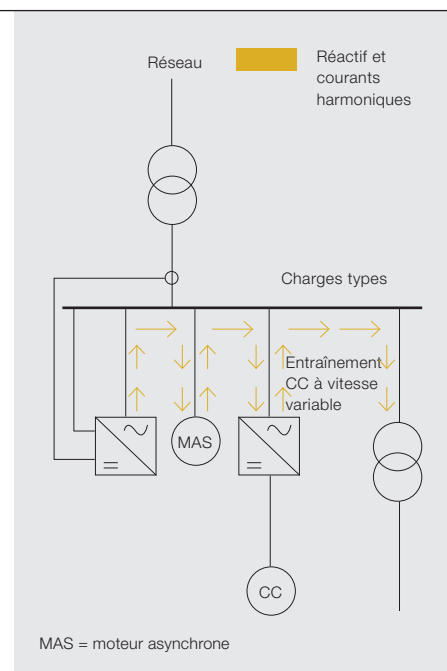 Réseau
Réactif et
courants
harmoniques
Charges types
Entraînement
CC à vitesse
variable
MAS
CC
MAS = moteur asynchrone